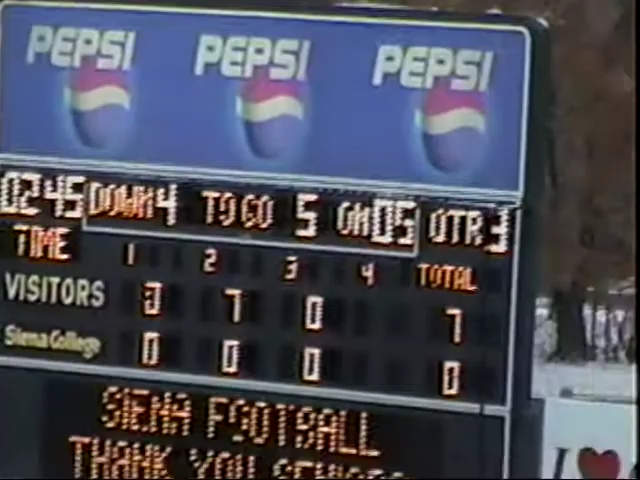 PEPSI PEPSI PEPSI
02 45 DOWN 4 TO GO 5 ON 05 QTR 3
TIME 1 2 3 4 TOTAL
VISITORS 0 7 0 7
Siena College 0 0 0 0
SIENA FOOTBALL
THANK YOU SENIORS
I